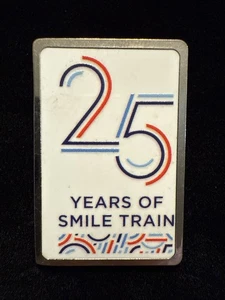 25
YEARS OF
SMILE TRAIN